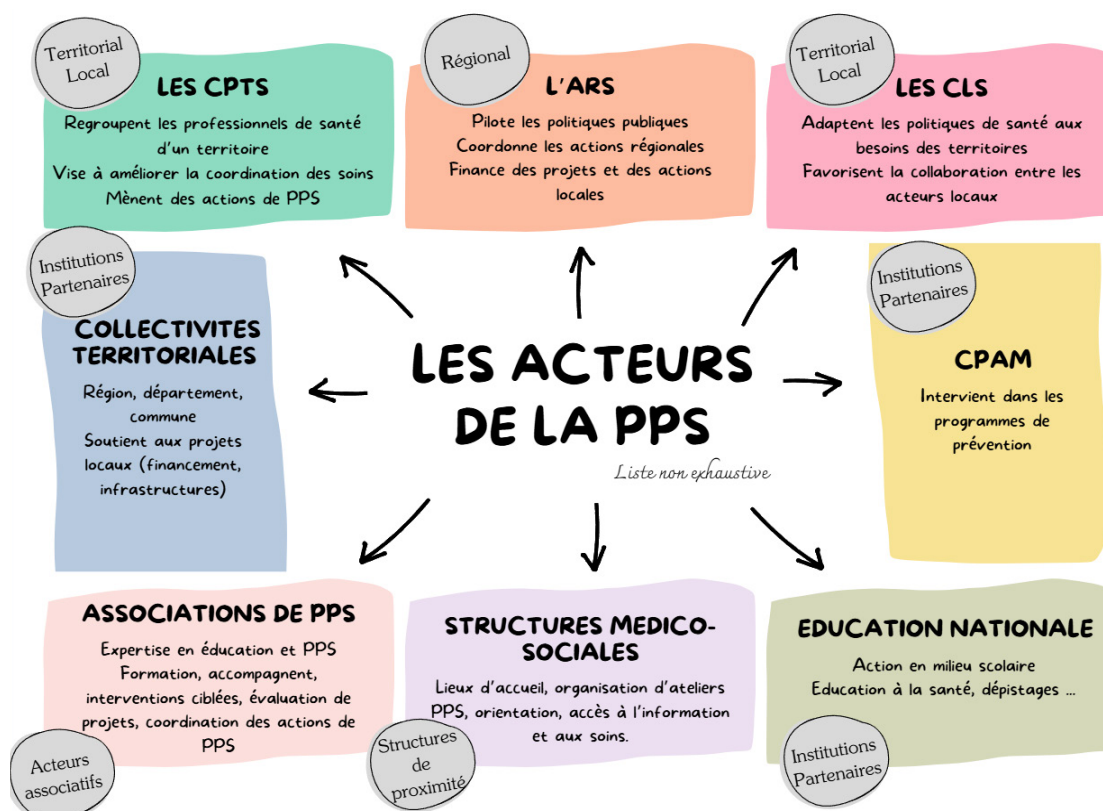 Territorial
Local
LES CPTS
Regroupent les professionnels de santé
d'un territoire
Vise à améliorer la coordination des soins
Mènent des actions de PPS
Régional
L'ARS
Pilote les politiques publiques
Coordonne les actions régionales
Finance des projets et des actions
locales
Territorial
Local
LES CLS
Adaptent les politiques de santé aux
besoins des territoires
Favorisent la collaboration entre les
acteurs locaux
Institutions
Partenaires
COLLECTIVITES
TERRITORIALES
Région, département,
commune
Soutient aux projets
locaux (financement,
infrastructures)
LES ACTEURS
DE LA PPS
Liste non exhaustive
Institutions
Partenaires
CPAM
Intervient dans les
programmes de
prévention
ASSOCIATIONS DE PPS
Expertise en éducation et PPS
Formation, accompagnent,
interventions ciblées, évaluation de
projets, coordination des actions de
PPS
Acteurs
associatifs
STRUCTURES MEDICO-
SOCIALES
Lieux d'accueil, organisation d'ateliers
PPS, orientation, accès à l'information
et aux soins.
Structures
de
proximité
EDUCATION NATIONALE
Action en milieu scolaire
Education à la santé, dépistages ...
Institutions
Partenaires